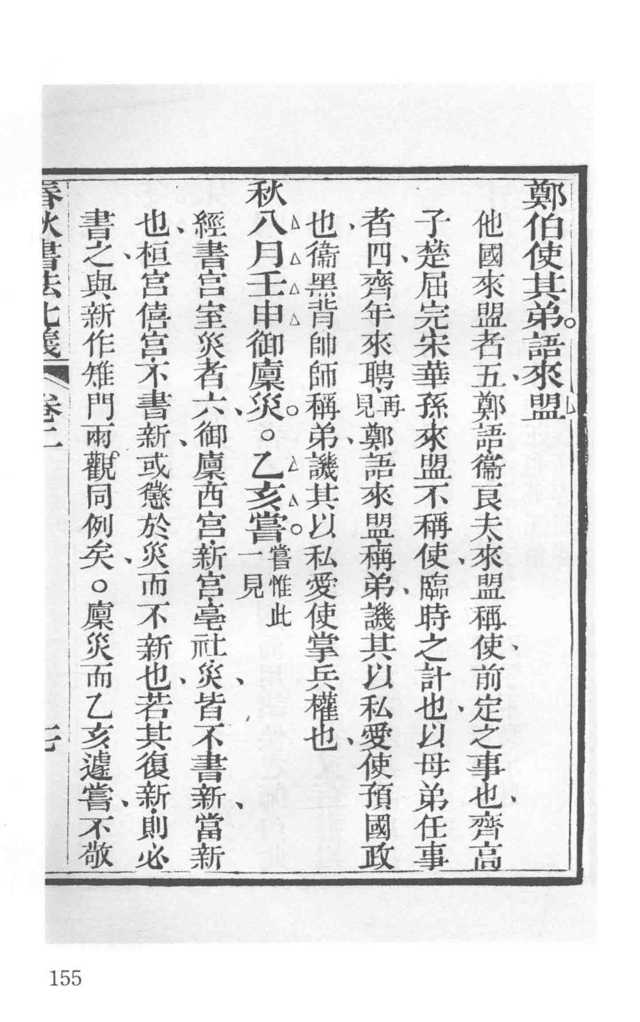 鄭伯使其弟語來盟
他國來盟者五鄭語衞良夫來盟稱使前定之事也齊高
子楚屈完宋華孫來盟不稱使臨時之計也以母弟任事
者四齊年來聘再見鄭語來盟稱弟譏其以私愛使預國政
也衞黑背帥師稱弟譏其以私愛使掌兵權也
秋八月壬申御廩災。乙亥嘗嘗惟此一見
經書宮室災者六御廩西宮新宮亳社災皆不書新當新
也桓宮僖宮不書新或懲於災而不新也若其復新則必
書之與新作雉門兩觀同例矣。廩災而乙亥遽嘗不敬
春秋書法比義
卷二
七
155